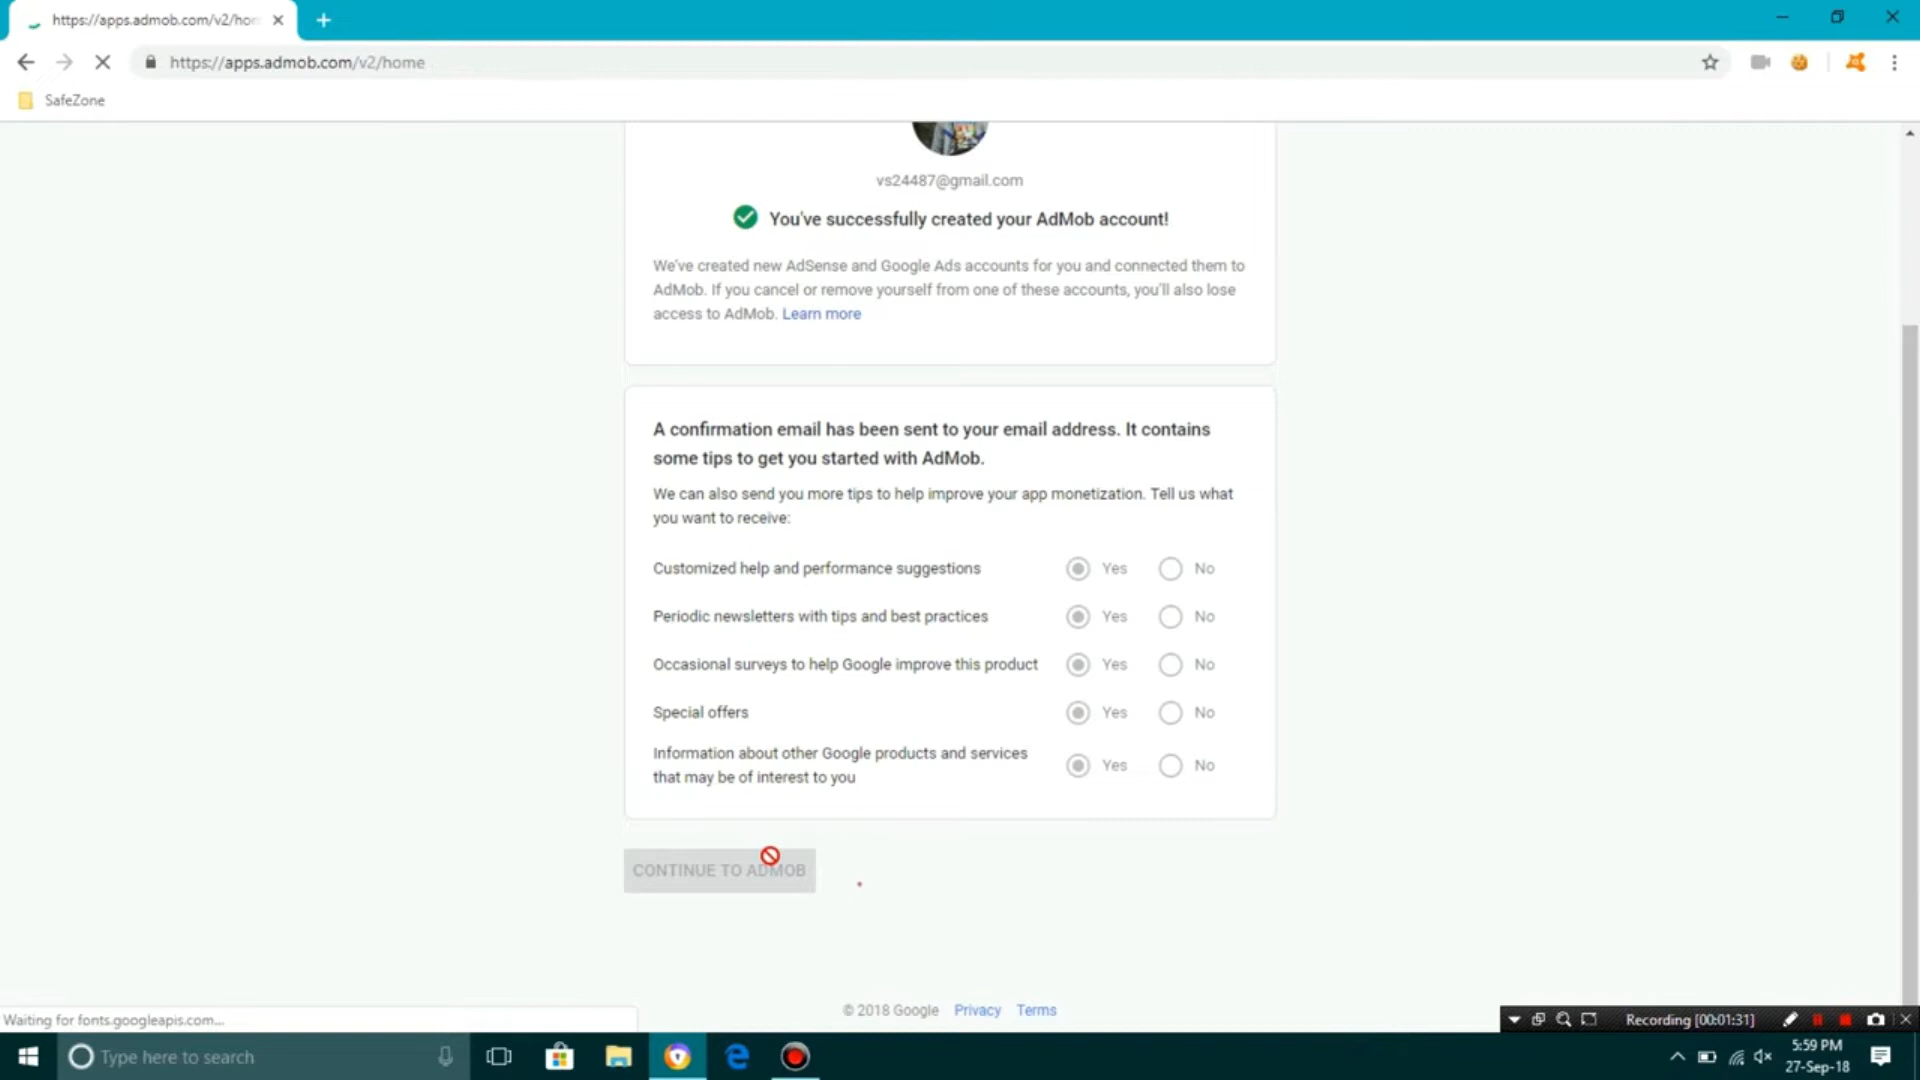 https://apps.admob.com/v2/hom
https://apps.admob.com/v2/home
SafeZone
vs24487@gmail.com
You've successfully created your AdMob account!
We've created new AdSense and Google Ads accounts for you and connected them to
AdMob. If you cancel or remove yourself from one of these accounts, you'll also lose
access to AdMob. Learn more
A confirmation email has been sent to your email address. It contains
some tips to get you started with AdMob.
We can also send you more tips to help improve your app monetization. Tell us what
you want to receive:
Customized help and performance suggestions Yes No
Periodic newsletters with tips and best practices Yes No
Occasional surveys to help Google improve this product Yes No
Special offers Yes No
Information about other Google products and services
that may be of interest to you Yes No
CONTINUE TO ADMOB
© 2018 Google Privacy Terms
Waiting for fonts.googleapis.com...
Recording [00:01:31]
Type here to search
5:59 PM
27-Sep-18